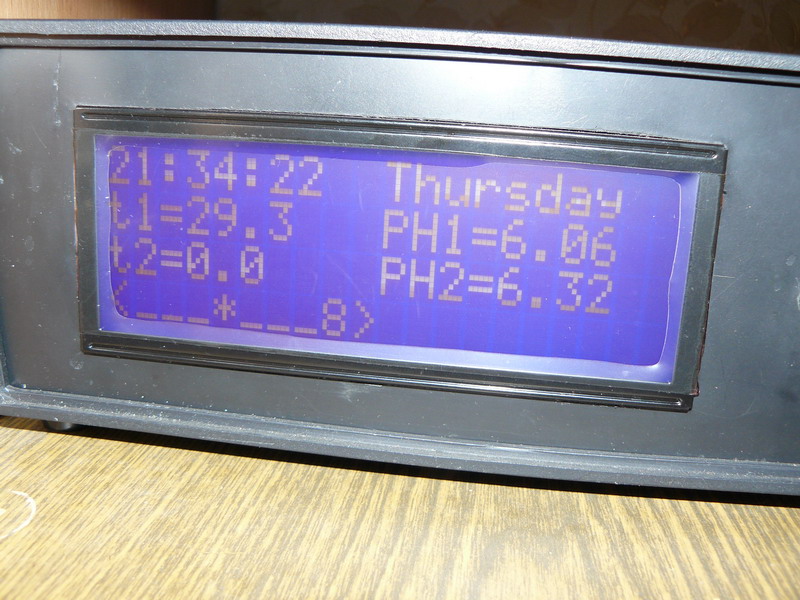 21:34:22 Thursday
t1=29.3 PH1=6.06
t2=0.0 PH2=6.32
<___*___8>